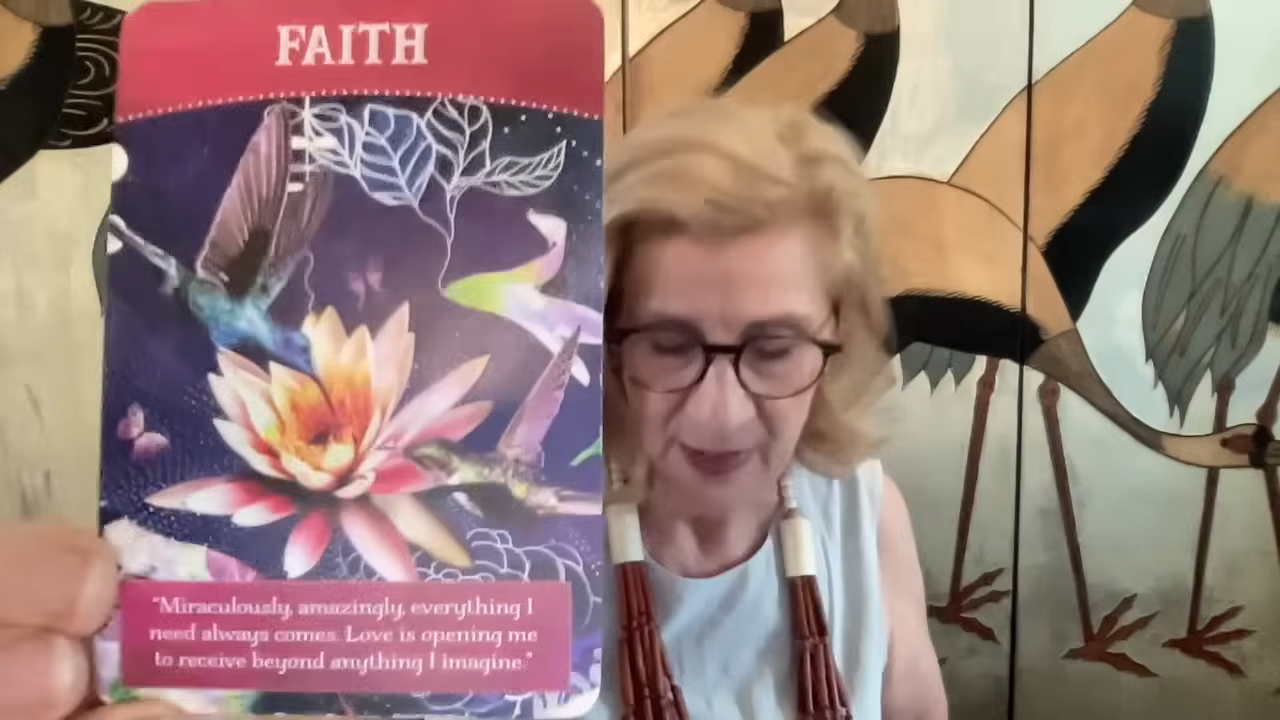 FAITH
"Miraculously, amazingly, everything I
need always comes. Love is opening me
to receive beyond anything I imagine."